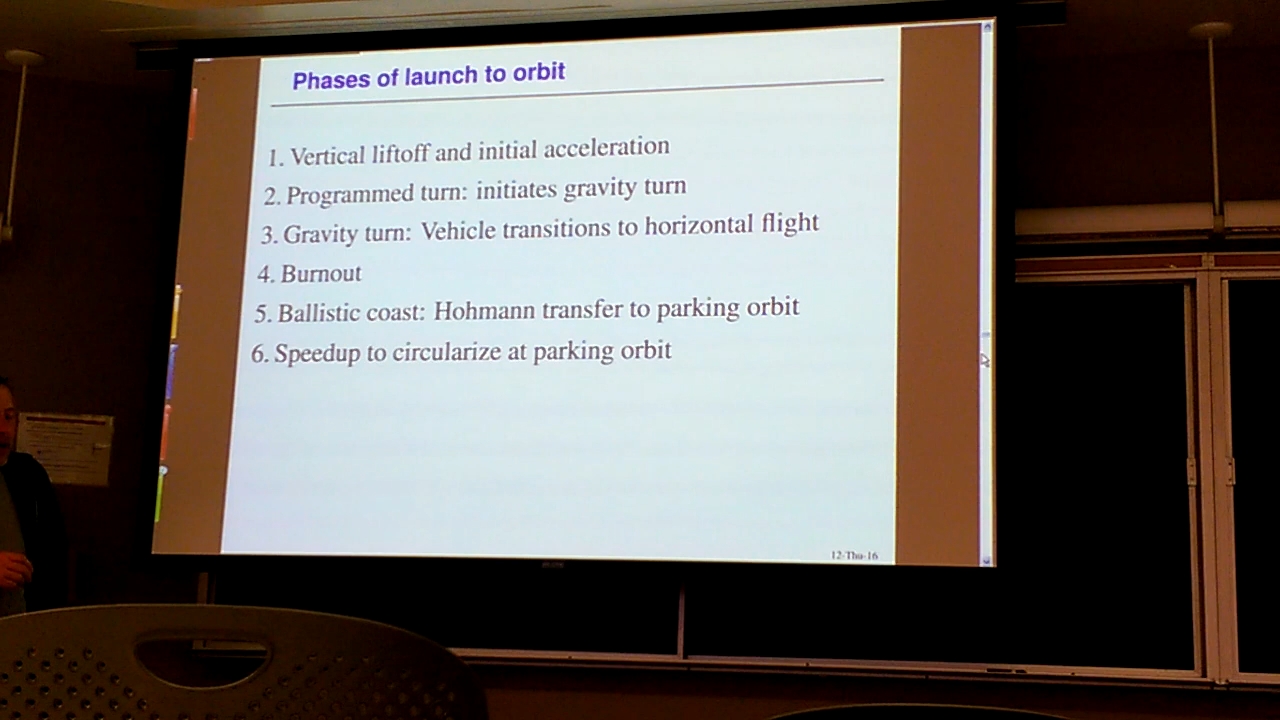 Phases of launch to orbit
1. Vertical liftoff and initial acceleration
2. Programmed turn: initiates gravity turn
3. Gravity turn: Vehicle transitions to horizontal flight
4. Burnout
5. Ballistic coast: Hohmann transfer to parking orbit
6. Speedup to circularize at parking orbit
12-Thu-16